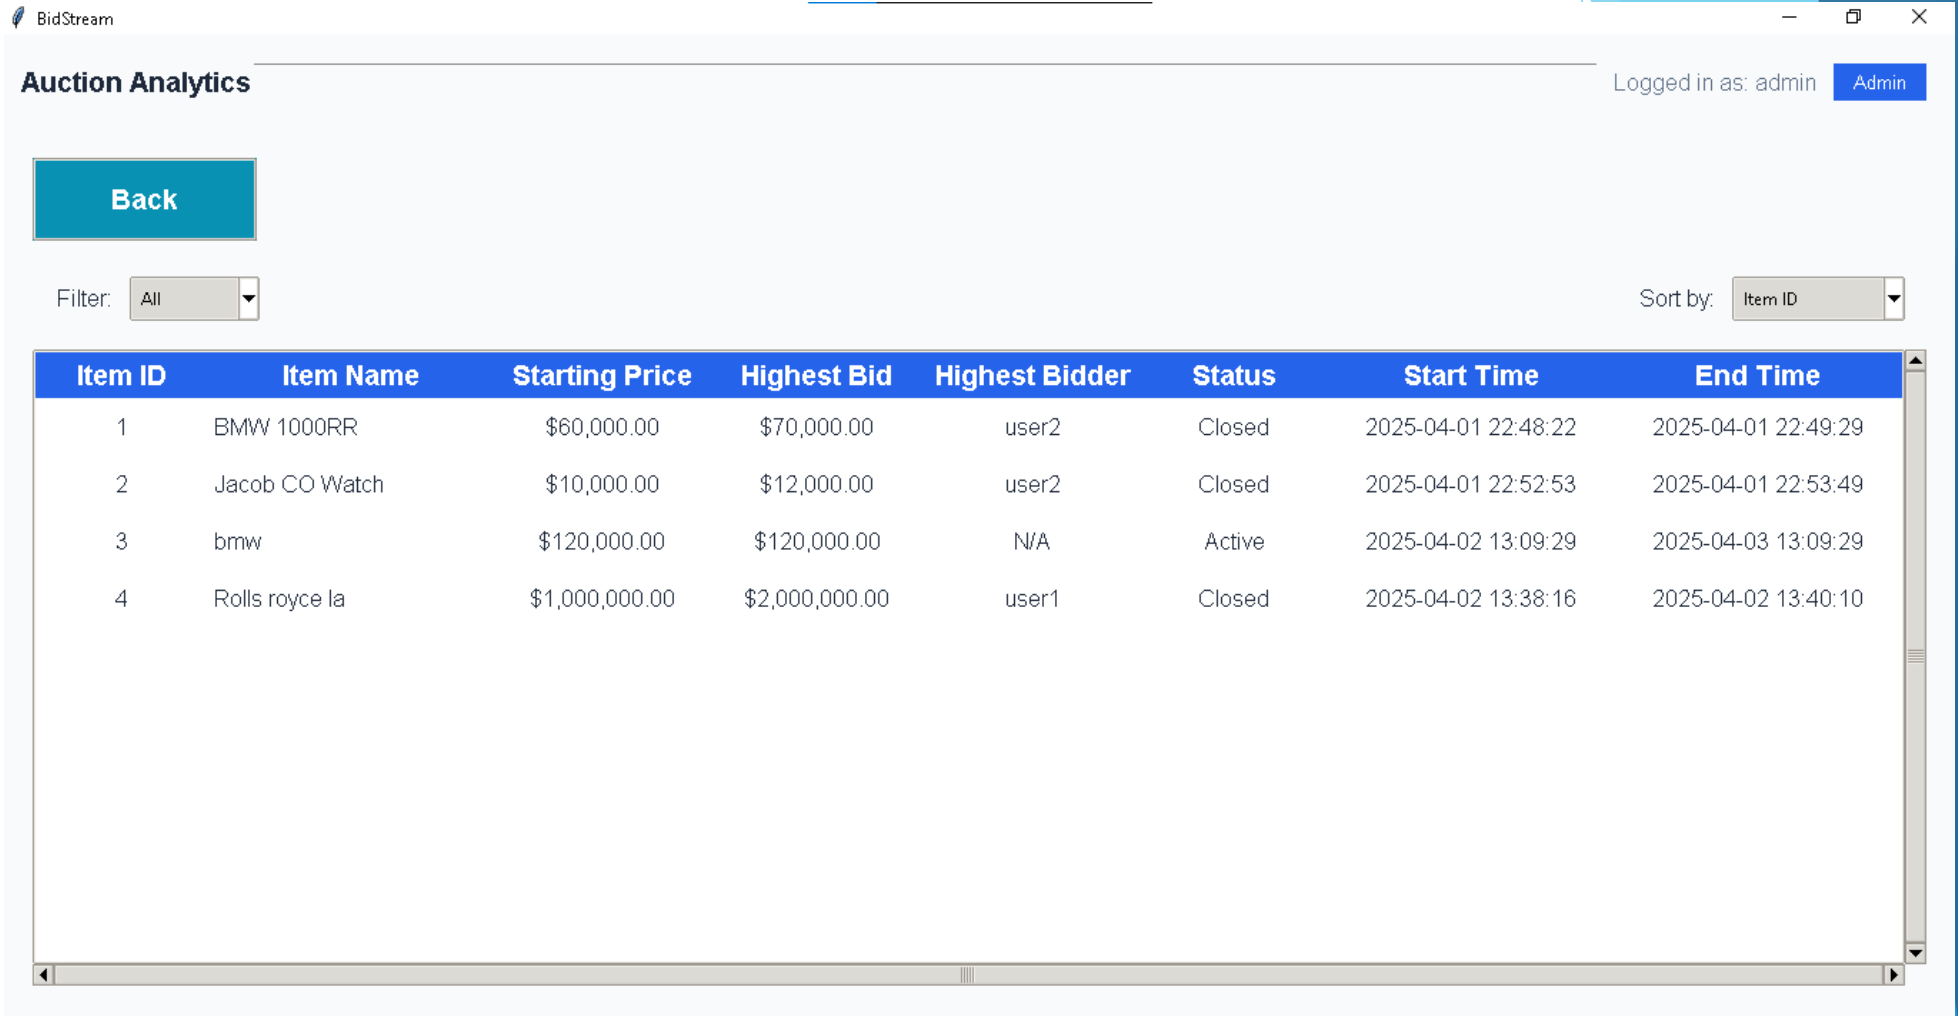 BidStream
Auction Analytics
Logged in as: admin
Admin
Back
Filter: All
Sort by: Item ID
Item ID Item Name Starting Price Highest Bid Highest Bidder Status Start Time End Time
1 BMW 1000RR $60,000.00 $70,000.00 user2 Closed 2025-04-01 22:48:22 2025-04-01 22:49:29
2 Jacob CO Watch $10,000.00 $12,000.00 user2 Closed 2025-04-01 22:52:53 2025-04-01 22:53:49
3 bmw $120,000.00 $120,000.00 N/A Active 2025-04-02 13:09:29 2025-04-03 13:09:29
4 Rolls royce la $1,000,000.00 $2,000,000.00 user1 Closed 2025-04-02 13:38:16 2025-04-02 13:40:10